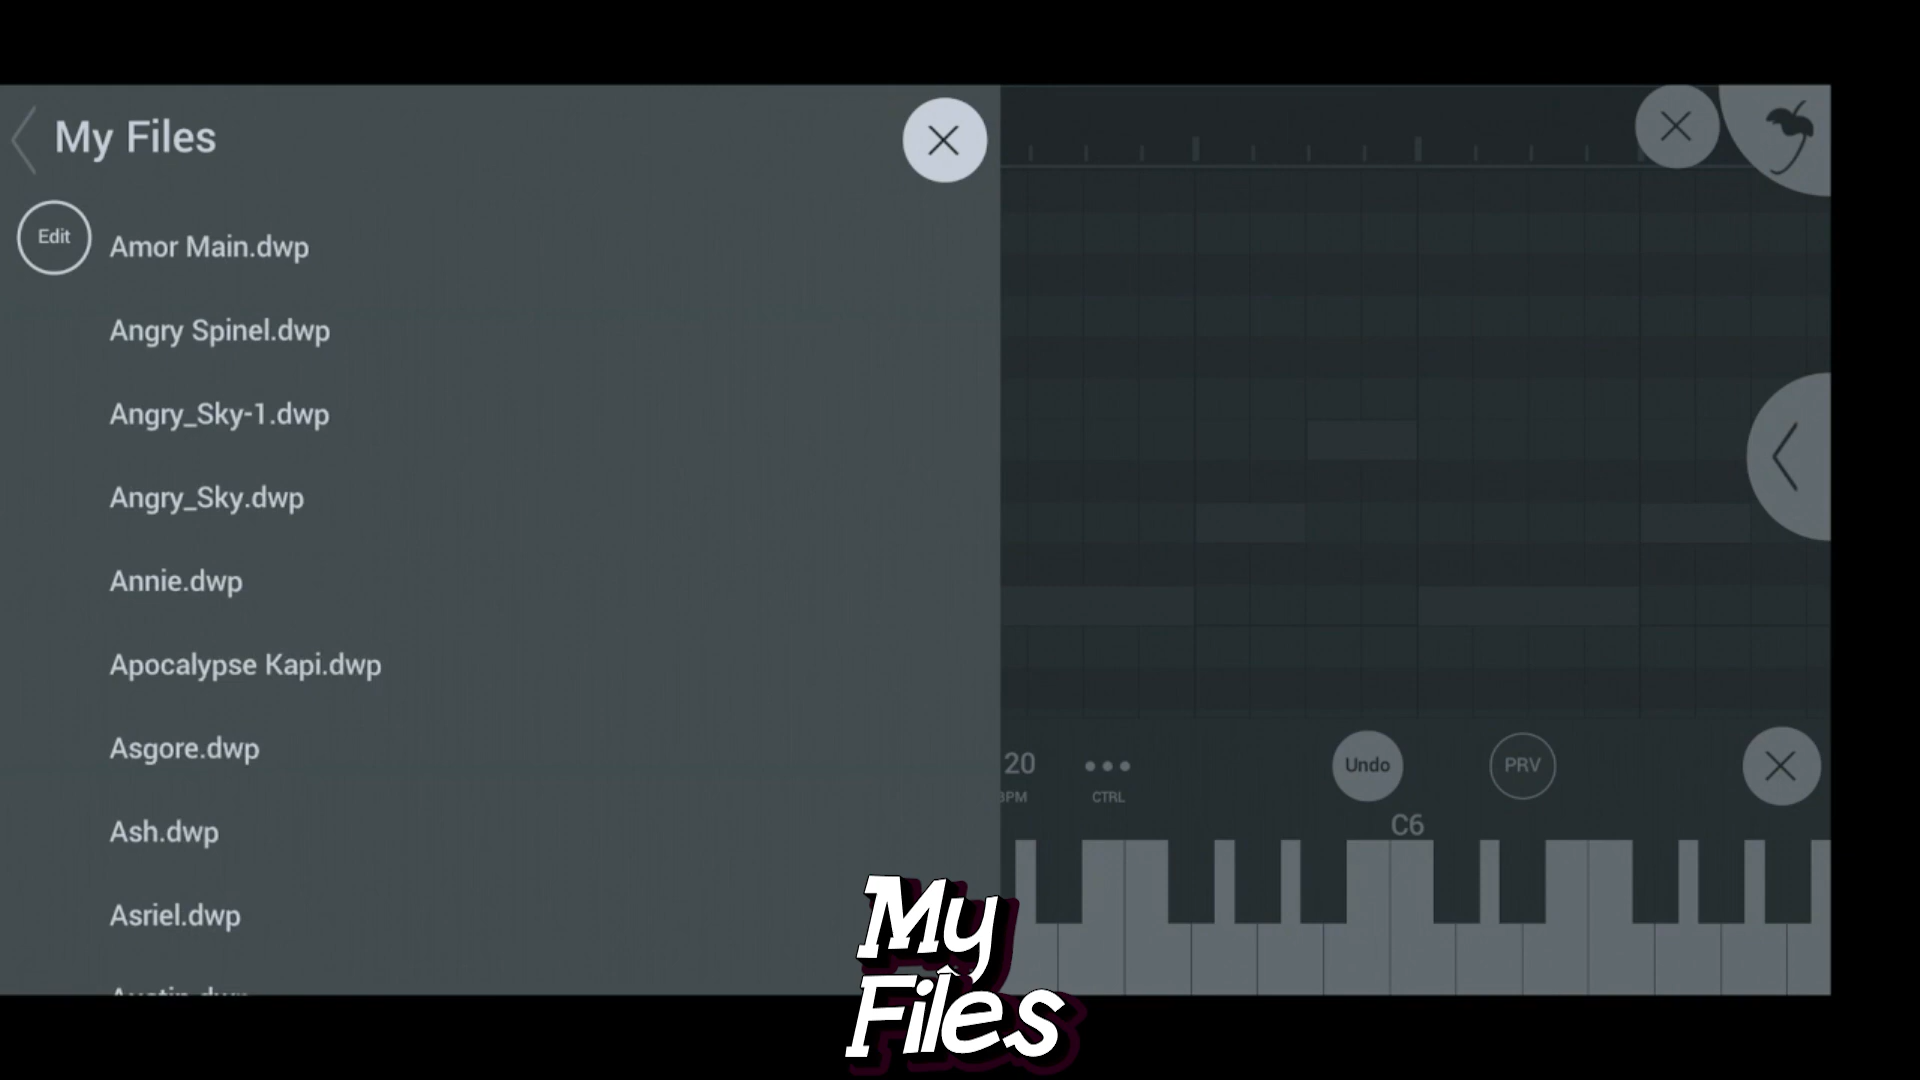 My Files
Edit
Amor Main.dwp
Angry Spinel.dwp
Angry_Sky-1.dwp
Angry_Sky.dwp
Annie.dwp
Apocalypse Kapi.dwp
Asgore.dwp
Ash.dwp
Asriel.dwp
20
BPM
CTRL
Undo
PRV
C6
My
Files